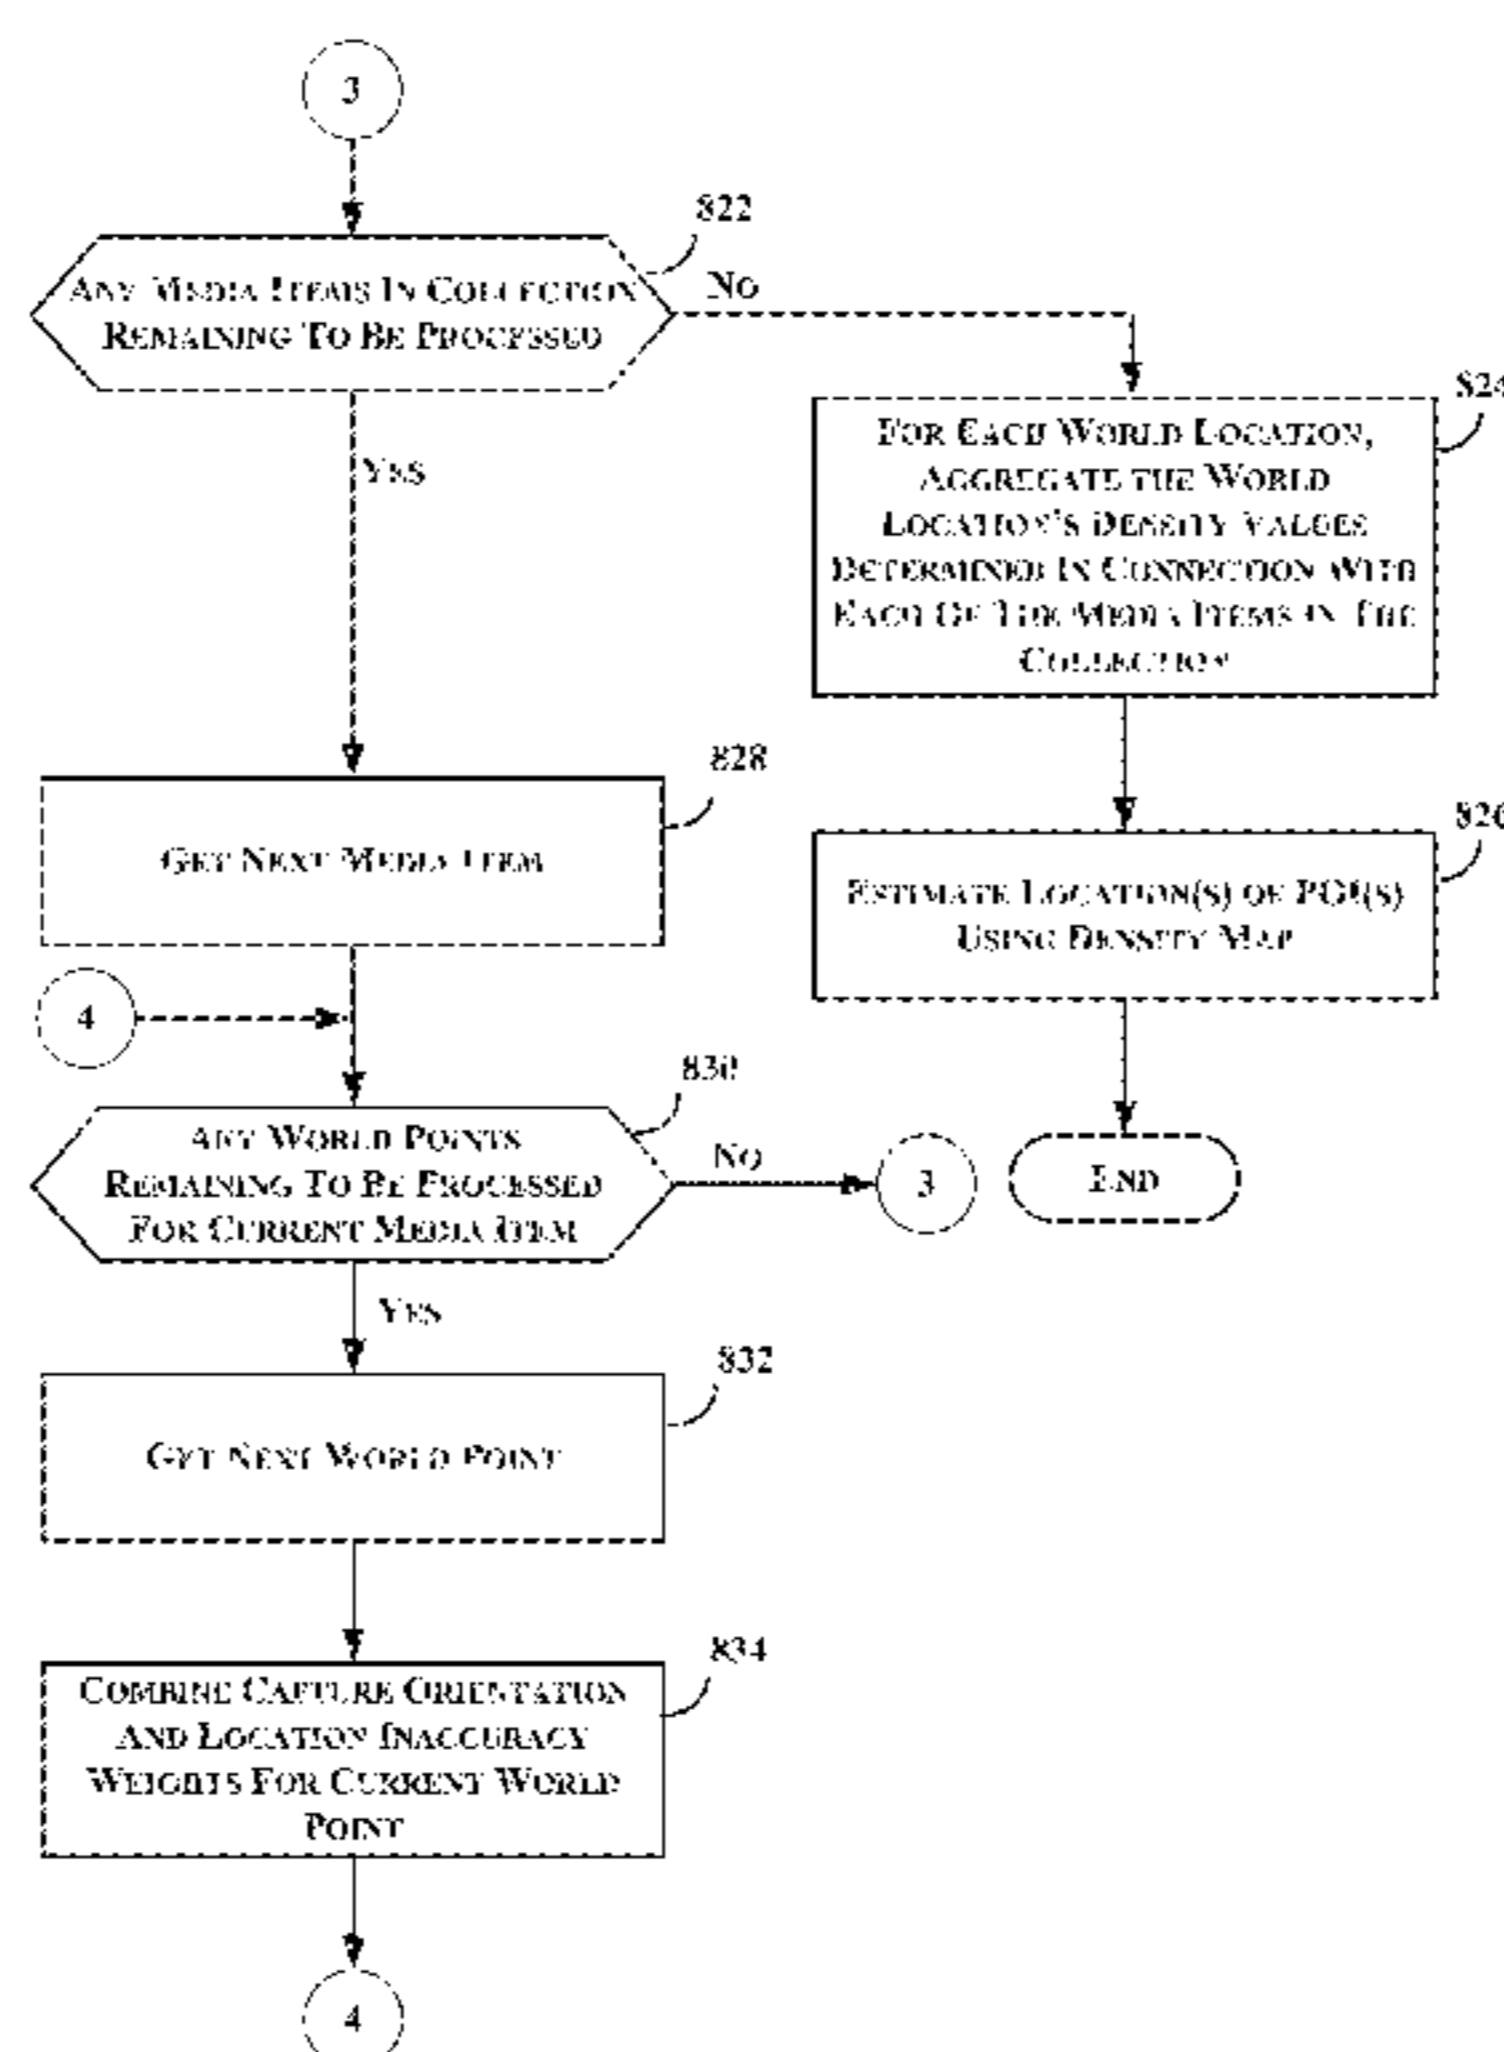 3
822
ANY MEDIA ITEMS IN COLLECTION
REMAINING TO BE PROCESSED
NO
YES
824
FOR EACH WORLD LOCATION,
AGGREGATE THE WORLD
LOCATION'S DENSITY VALUES
DETERMINED IN CONNECTION WITH
EACH OF THE MEDIA ITEMS IN THE
COLLECTION
828
GET NEXT MEDIA ITEM
826
ESTIMATE LOCATION(S) OF POI(S)
USING DENSITY MAP
4
830
ANY WORLD POINTS
REMAINING TO BE PROCESSED
FOR CURRENT MEDIA ITEM
NO
3
END
YES
832
GET NEXT WORLD POINT
834
COMBINE CAPTURE ORIENTATION
AND LOCATION INACCURACY
WEIGHTS FOR CURRENT WORLD
POINT
4